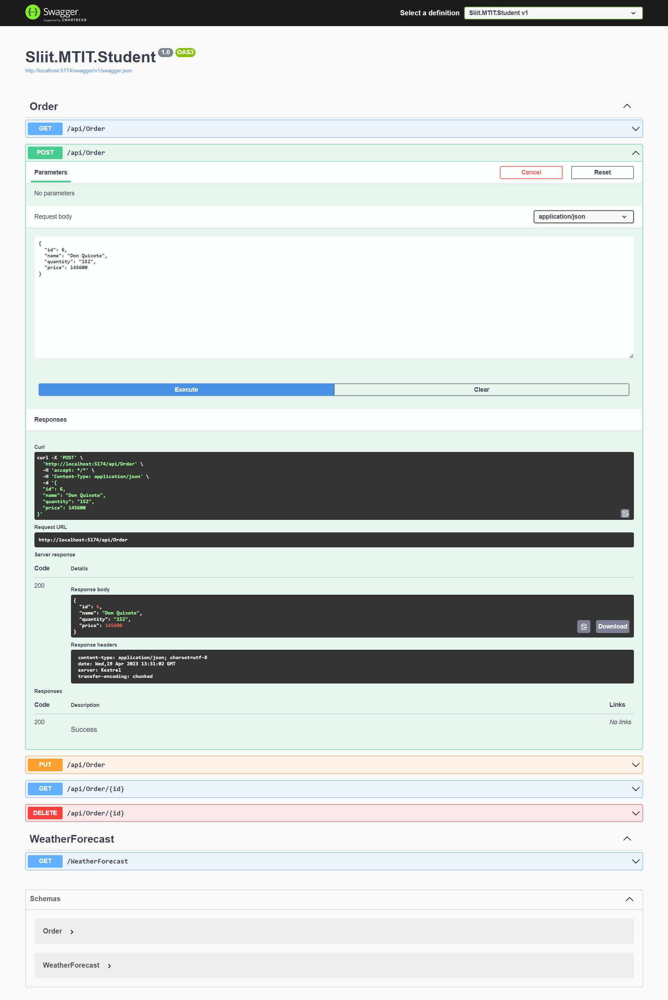 Swagger
Supported by SMARTBEAR
Select a definition
Sliit.MTIT.Student v1
Sliit.MTIT.Student 1.0 OAS3
http://localhost:5174/swagger/v1/swagger.json
Order
GET /api/Order
POST /api/Order
Parameters
Cancel
Reset
No parameters
Request body
application/json
{
  "id": 6,
  "name": "Don Quixote",
  "quantity": "152",
  "price": 145600
}
Execute
Clear
Responses
Curl
curl -X 'POST' \
  'http://localhost:5174/api/Order' \
  -H 'accept: */*' \
  -H 'Content-Type: application/json' \
  -d '{
  "id": 6,
  "name": "Don Quixote",
  "quantity": "152",
  "price": 145600
}'
Request URL
http://localhost:5174/api/Order
Server response
Code Details
200
Response body
{
  "id": 6,
  "name": "Don Quixote",
  "quantity": "152",
  "price": 145600
}
Download
Response headers
content-type: application/json; charset=utf-8
date: Wed,19 Apr 2023 13:31:02 GMT
server: Kestrel
transfer-encoding: chunked
Responses
Code Description Links
200 Success No links
PUT /api/Order
GET /api/Order/{id}
DELETE /api/Order/{id}
WeatherForecast
GET /WeatherForecast
Schemas
Order
WeatherForecast